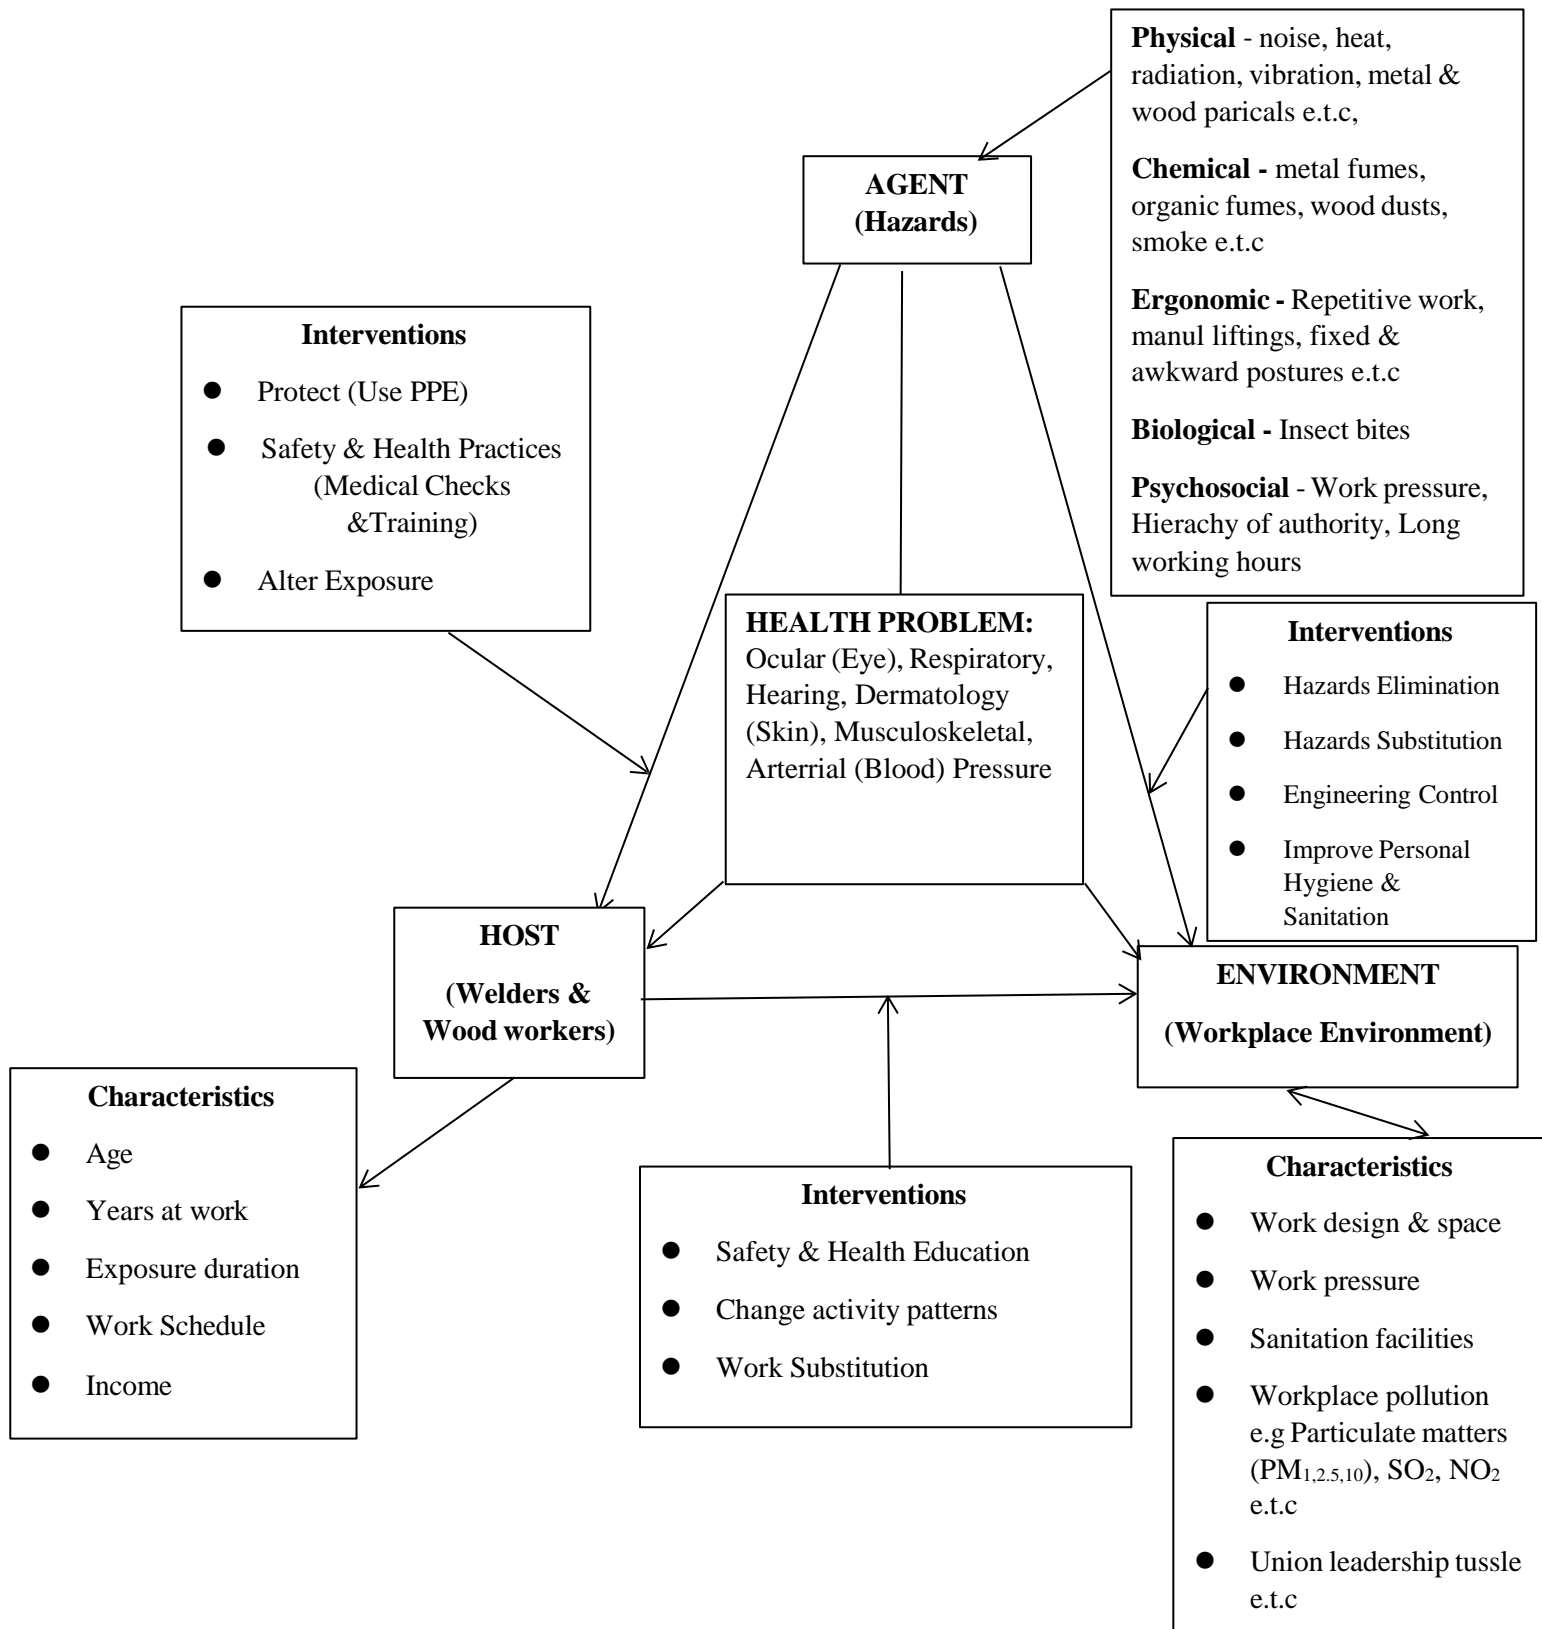 Physical - noise, heat,
radiation, vibration, metal &
wood paricals e.t.c,
Chemical - metal fumes,
organic fumes, wood dusts,
smoke e.t.c
Ergonomic - Repetitive work,
manul liftings, fixed &
awkward postures e.t.c
Biological - Insect bites
Psychosocial - Work pressure,
Hierachy of authority, Long
working hours
AGENT
(Hazards)
Interventions
● Protect (Use PPE)
● Safety & Health Practices
(Medical Checks
&Training)
● Alter Exposure
HEALTH PROBLEM:
Ocular (Eye), Respiratory,
Hearing, Dermatology
(Skin), Musculoskeletal,
Arterrial (Blood) Pressure
Interventions
● Hazards Elimination
● Hazards Substitution
● Engineering Control
● Improve Personal
Hygiene &
Sanitation
HOST
(Welders &
Wood workers)
ENVIRONMENT
(Workplace Environment)
Characteristics
● Age
● Years at work
● Exposure duration
● Work Schedule
● Income
Interventions
● Safety & Health Education
● Change activity patterns
● Work Substitution
Characteristics
● Work design & space
● Work pressure
● Sanitation facilities
● Workplace pollution
e.g Particulate matters
(PM₁,₂.₅,₁₀), SO₂, NO₂
e.t.c
● Union leadership tussle
e.t.c